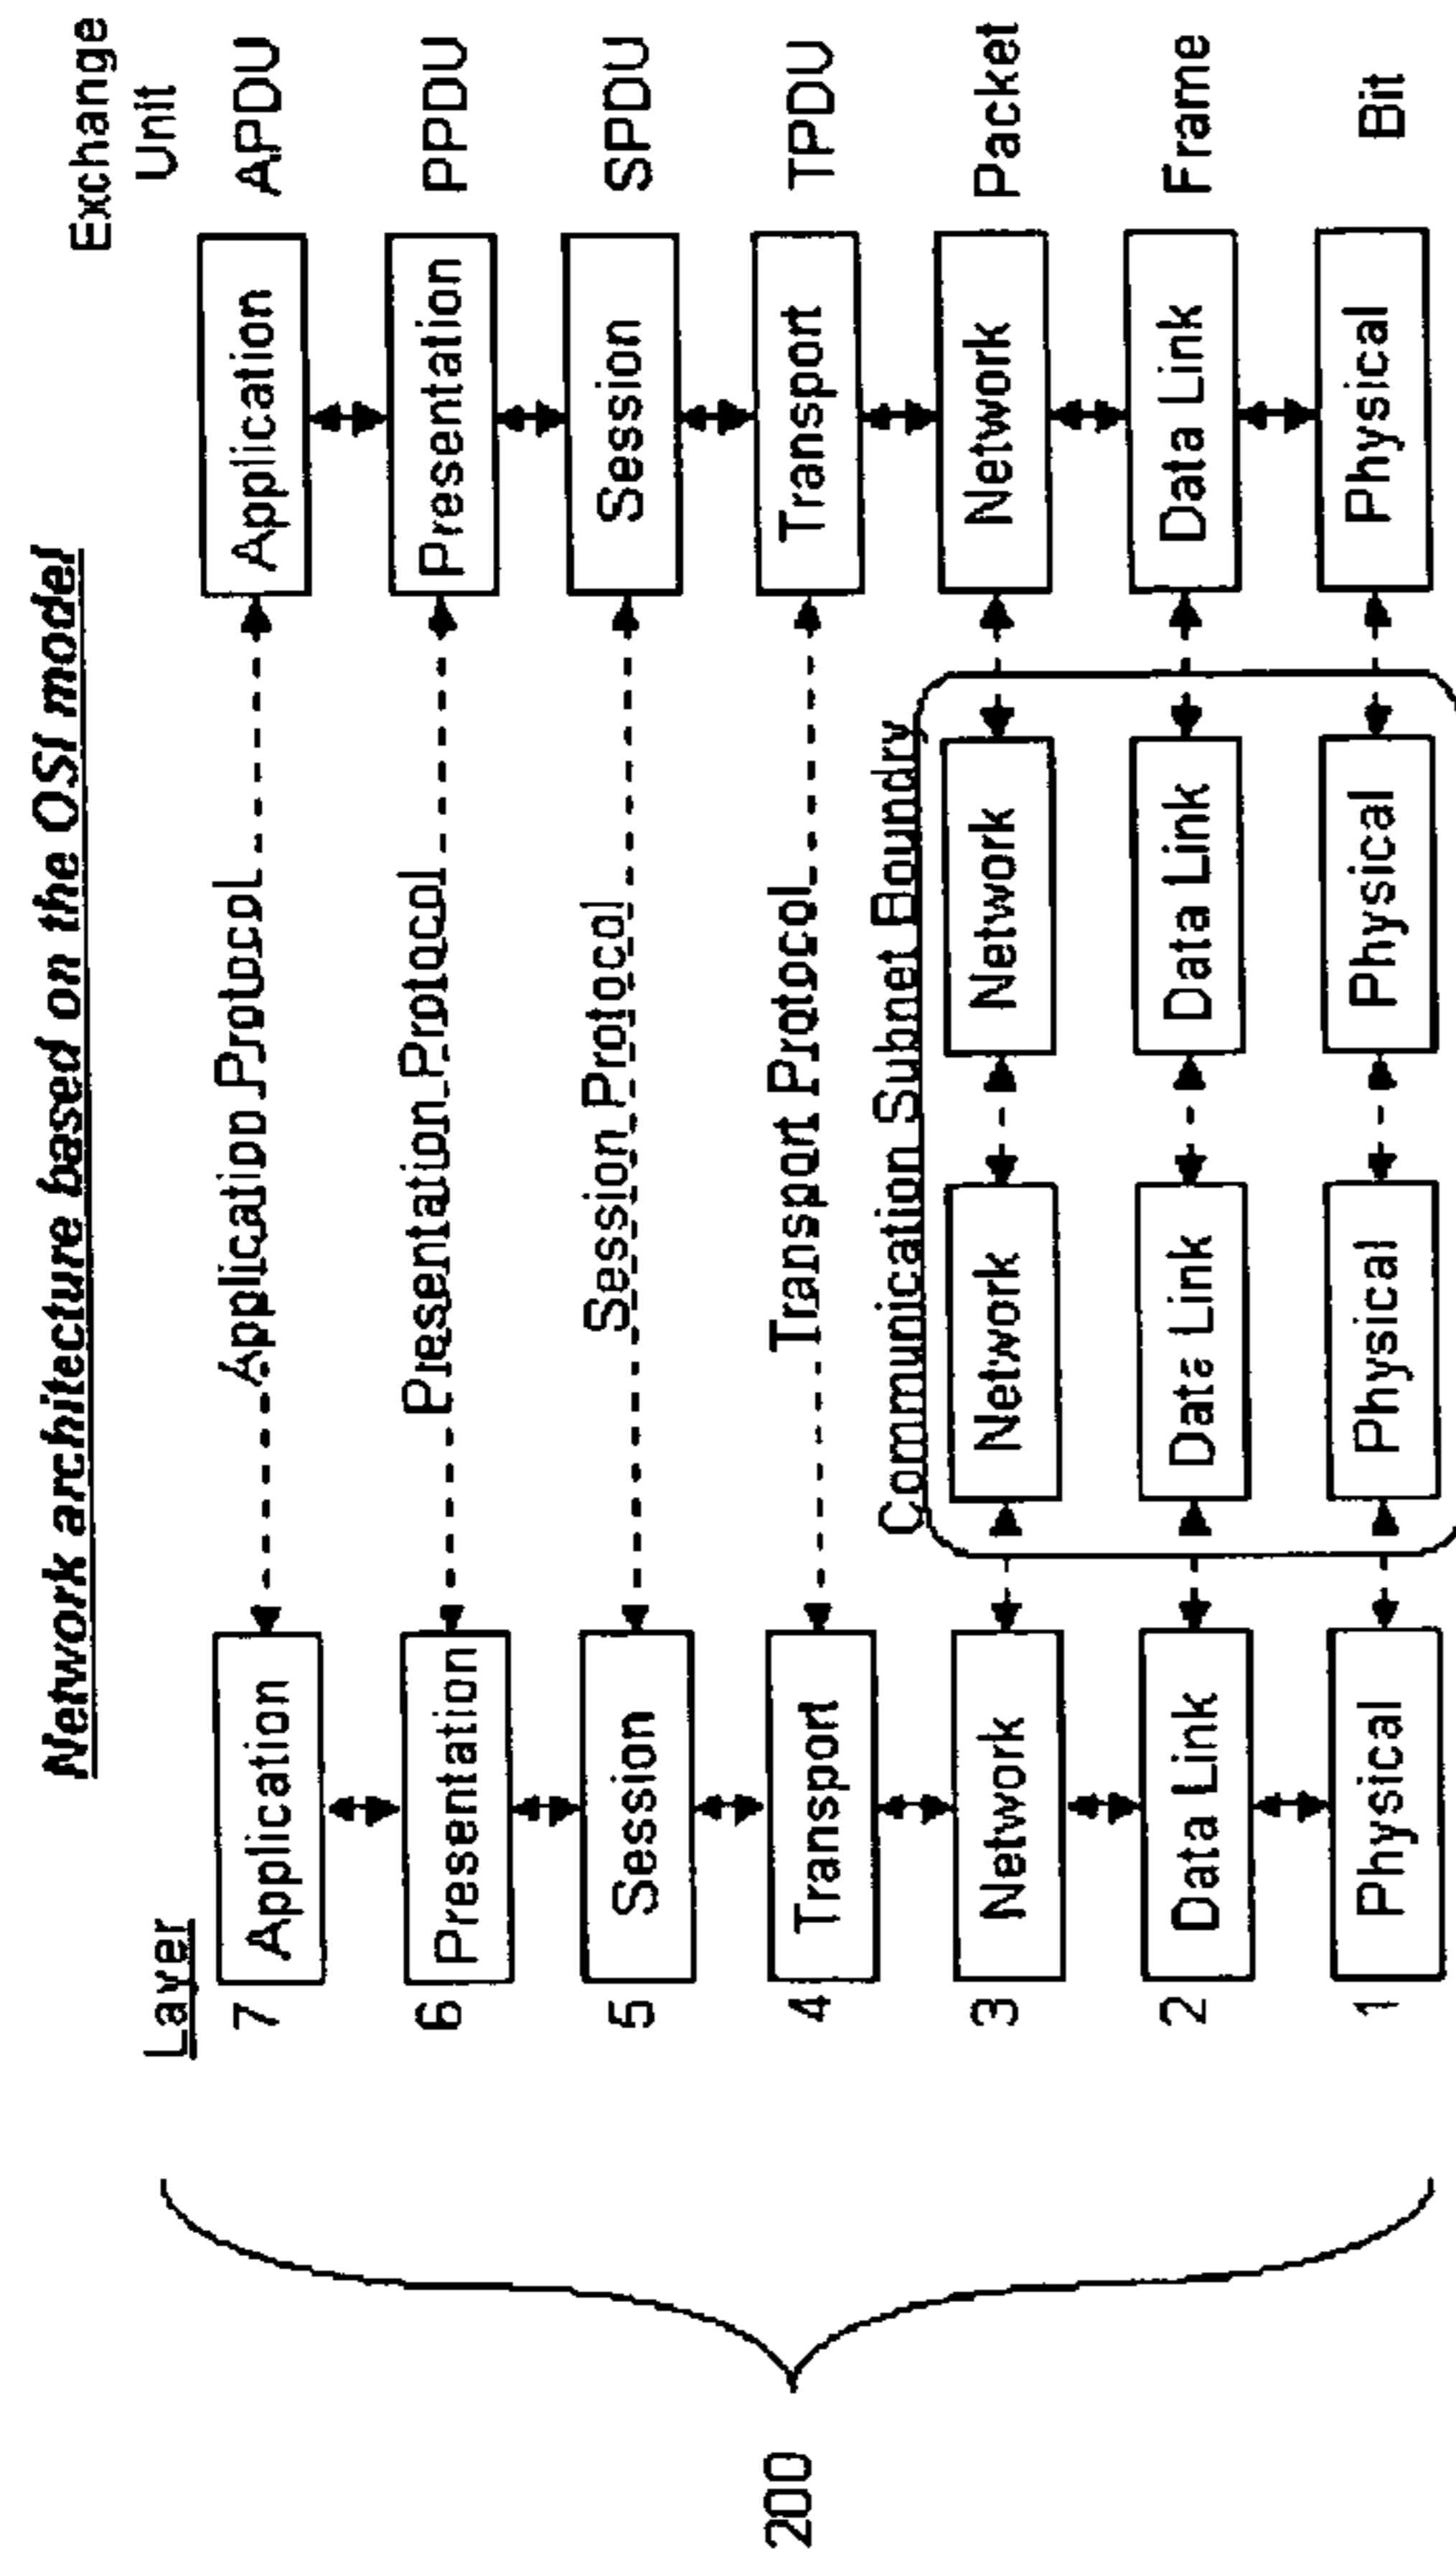 Network architecture based on the OSI model
Layer
Exchange
Unit
7 Application Application Protocol Application APDU
6 Presentation Presentation Protocol Presentation PPDU
5 Session Session Protocol Session SPDU
4 Transport Transport Protocol Transport TPDU
Communication Subnet Boundry
3 Network Network Network Network Packet
2 Data Link Data Link Data Link Data Link Frame
1 Physical Physical Physical Physical Bit
200